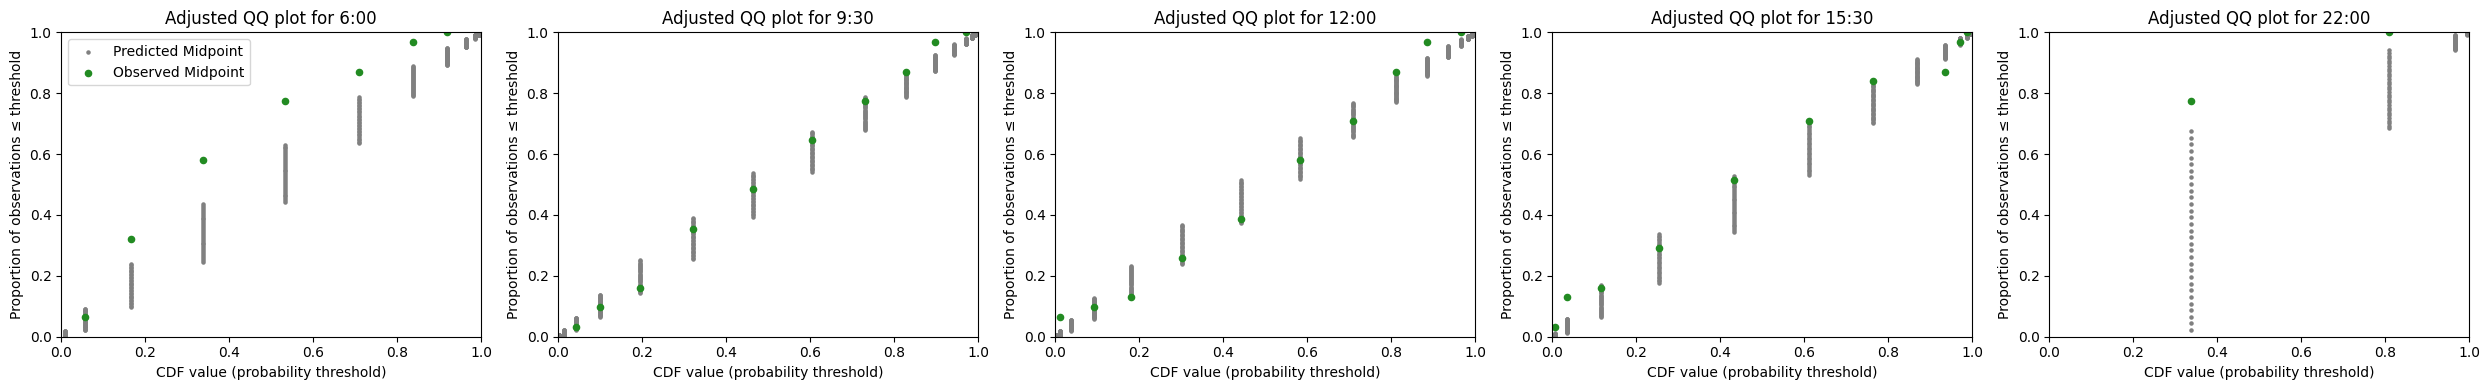 Adjusted QQ plot for 6:00
Proportion of observations ≤ threshold
1.0
0.8
0.6
0.4
0.2
0.0
Predicted Midpoint
Observed Midpoint
0.0 0.2 0.4 0.6 0.8 1.0
CDF value (probability threshold)
Adjusted QQ plot for 9:30
Proportion of observations ≤ threshold
1.0
0.8
0.6
0.4
0.2
0.0
0.0 0.2 0.4 0.6 0.8 1.0
CDF value (probability threshold)
Adjusted QQ plot for 12:00
Proportion of observations ≤ threshold
1.0
0.8
0.6
0.4
0.2
0.0
0.0 0.2 0.4 0.6 0.8 1.0
CDF value (probability threshold)
Adjusted QQ plot for 15:30
Proportion of observations ≤ threshold
1.0
0.8
0.6
0.4
0.2
0.0
0.0 0.2 0.4 0.6 0.8 1.0
CDF value (probability threshold)
Adjusted QQ plot for 22:00
Proportion of observations ≤ threshold
1.0
0.8
0.6
0.4
0.2
0.0
0.0 0.2 0.4 0.6 0.8 1.0
CDF value (probability threshold)